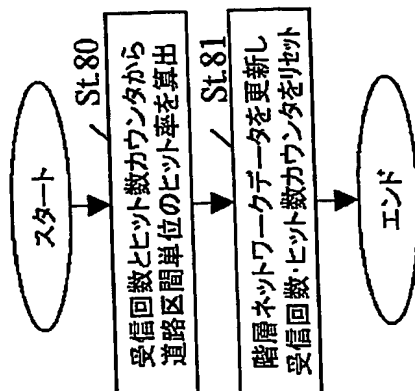 スタート
St.80
受信回数とヒット数カウンタから
道路区間単位のヒット率を算出
St.81
階層ネットワークデータを更新し
受信回数・ヒット数カウンタをリセット
エンド